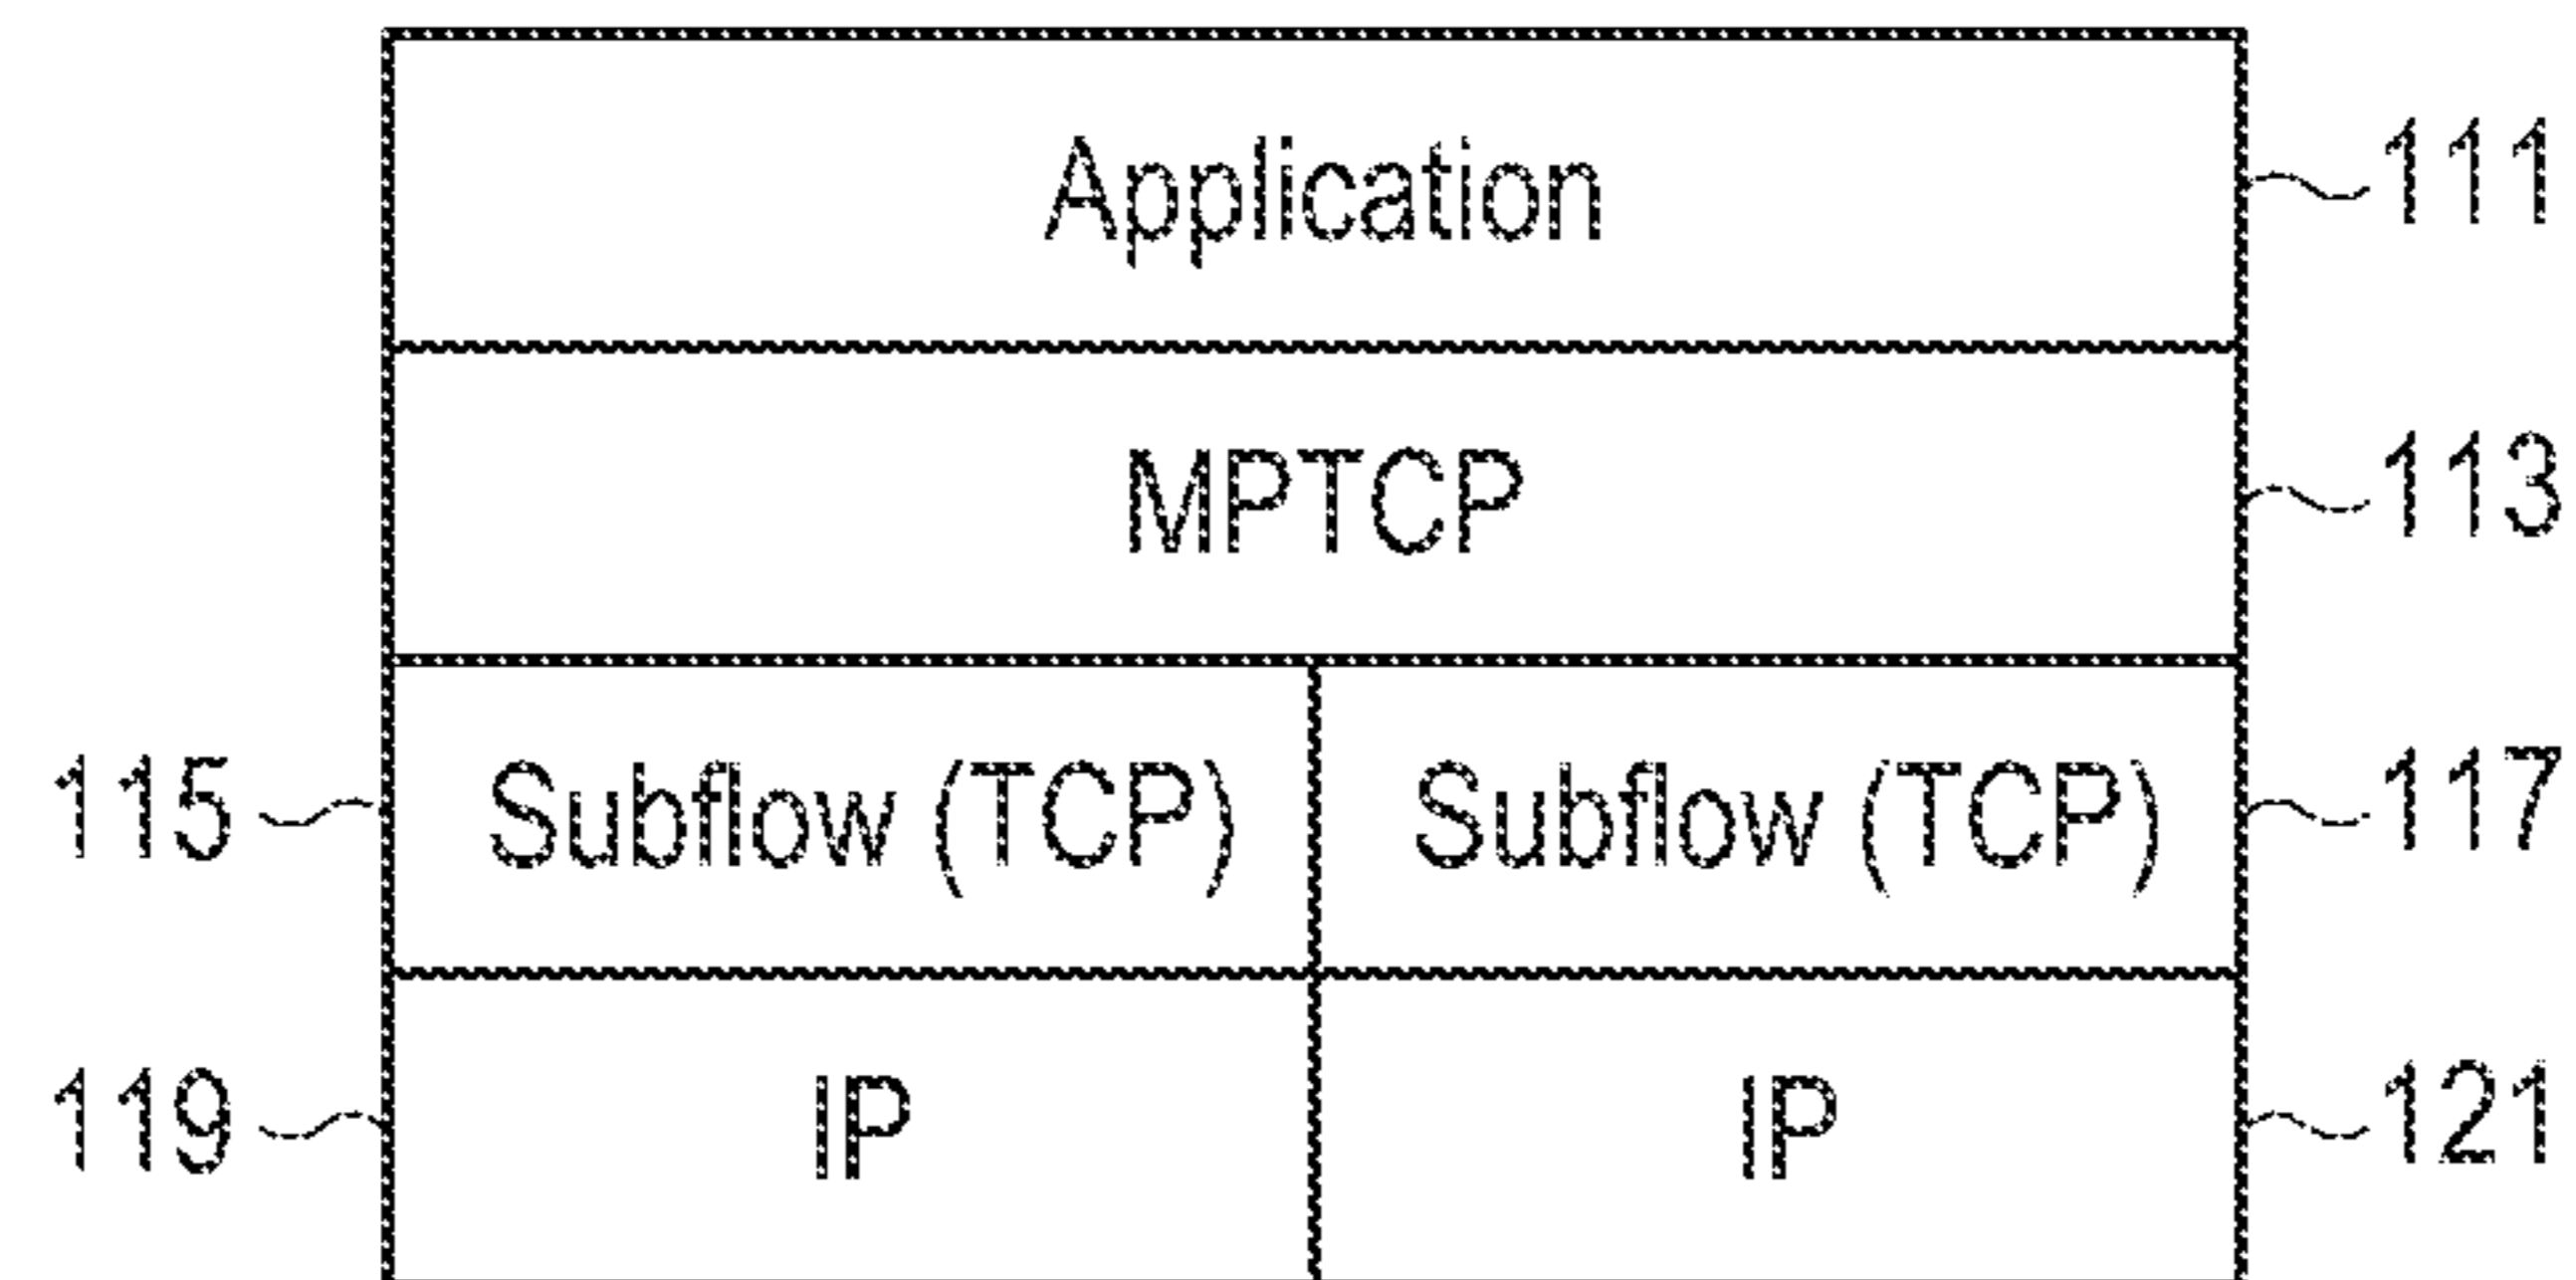 Application 111
MPTCP 113
115 Subflow (TCP) Subflow (TCP) 117
119 IP IP 121